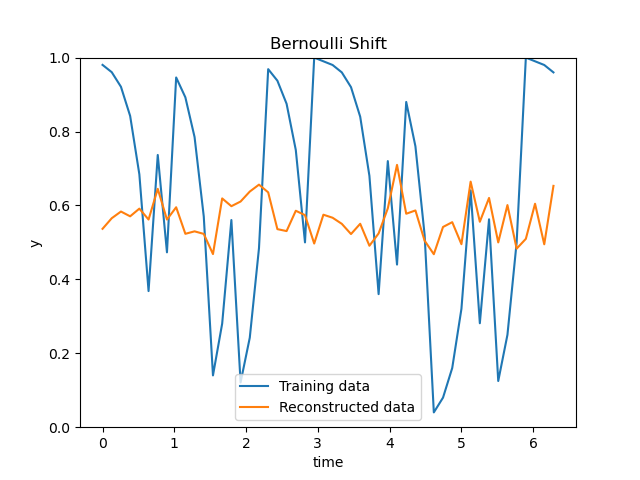 Bernoulli Shift
1.0
0.8
0.6
0.4
0.2
0.0
y
0 1 2 3 4 5 6
time
Training data
Reconstructed data